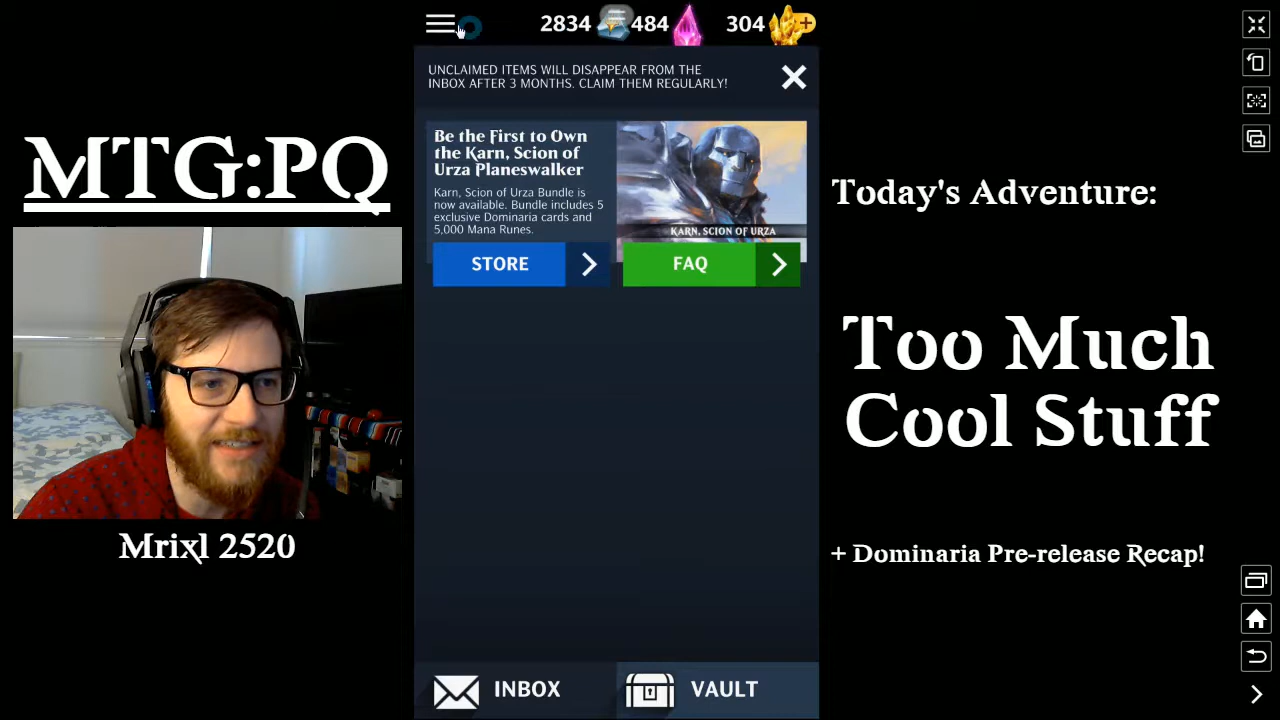 2834 484 304
UNCLAIMED ITEMS WILL DISAPPEAR FROM THE
INBOX AFTER 3 MONTHS. CLAIM THEM REGULARLY!
MTG:PQ
Be the First to Own
the Karn, Scion of
Urza Planeswalker
Karn, Scion of Urza Bundle is
now available. Bundle includes 5
exclusive Dominaria cards and
5,000 Mana Runes.
KARN, SCION OF URZA
STORE
FAQ
Today's Adventure:
Too Much
Cool Stuff
Mrixl 2520
+ Dominaria Pre-release Recap!
INBOX
VAULT